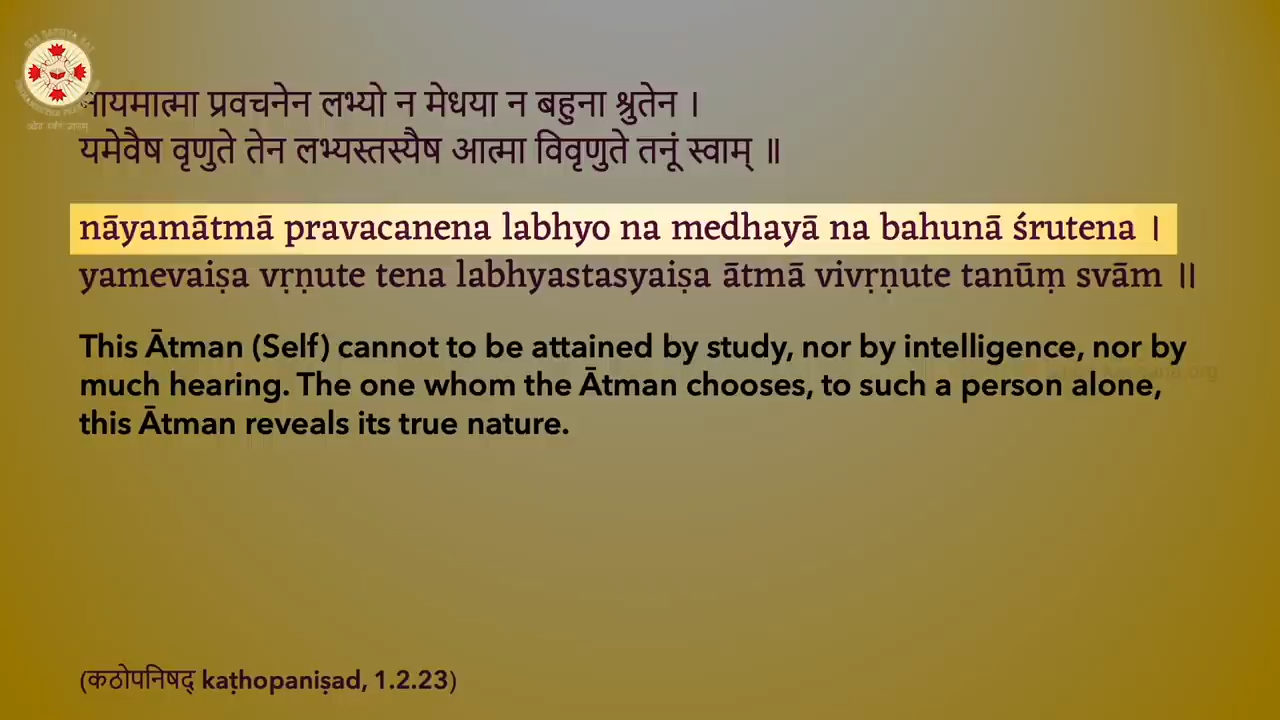 नायमात्मा प्रवचनेन लभ्यो न मेधया न बहुना श्रुतेन ।
यमेवैष वृणुते तेन लभ्यस्तस्यैष आत्मा विवृणुते तनूं स्वाम् ॥
nāyamātmā pravacanena labhyo na medhayā na bahunā śrutena ।
yamevaiṣa vṛṇute tena labhyastasyaiṣa ātmā vivṛṇute tanūṃ svām ॥
This Ātman (Self) cannot to be attained by study, nor by intelligence, nor by
much hearing. The one whom the Ātman chooses, to such a person alone,
this Ātman reveals its true nature.
(कठोपनिषद् kaṭhopaniṣad, 1.2.23)